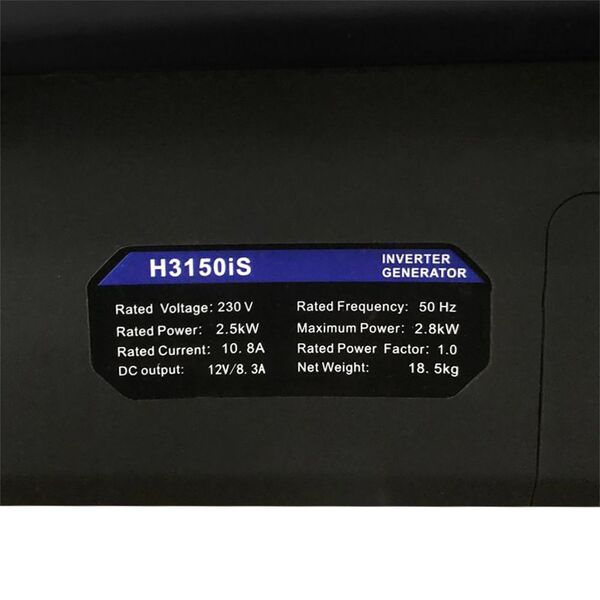 H3150iS
INVERTER
GENERATOR
Rated Voltage: 230 V
Rated Power: 2.5kW
Rated Current: 10.8A
DC output: 12V/8.3A
Rated Frequency: 50 Hz
Maximum Power: 2.8kW
Rated Power Factor: 1.0
Net Weight: 18.5kg